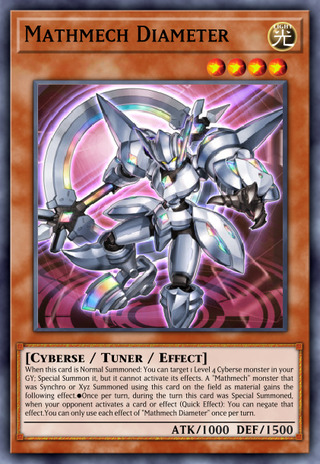 Mathmech Diameter
LIGHT
光
[Cyberse / Tuner / Effect]
When this card is Normal Summoned: You can target 1 Level 4 Cyberse monster in your
GY; Special Summon it, but it cannot activate its effects. A "Mathmech" monster that
was Synchro or Xyz Summoned using this card on the field as material gains the
following effect.●Once per turn, during the turn this card was Special Summoned,
when your opponent activates a card or effect (Quick Effect): You can negate that
effect.You can only use each effect of "Mathmech Diameter" once per turn.
ATK/1000 DEF/1500